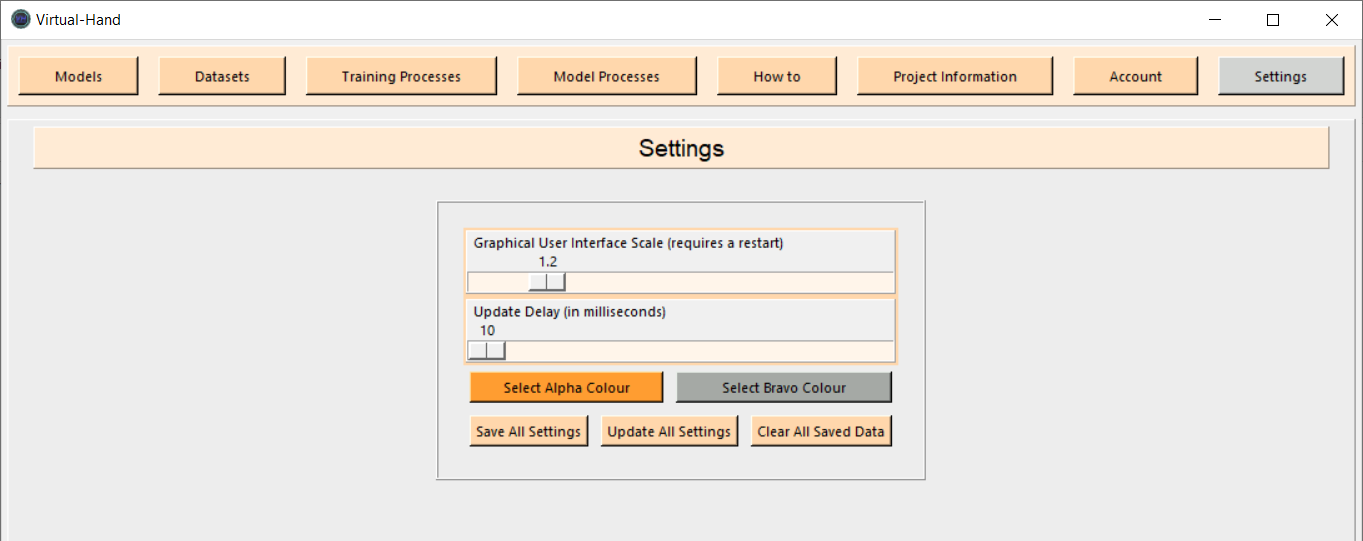 Virtual-Hand
Models Datasets Training Processes Model Processes How to Project Information Account Settings
Settings
Graphical User Interface Scale (requires a restart)
1.2
Update Delay (in milliseconds)
10
Select Alpha Colour Select Bravo Colour
Save All Settings Update All Settings Clear All Saved Data